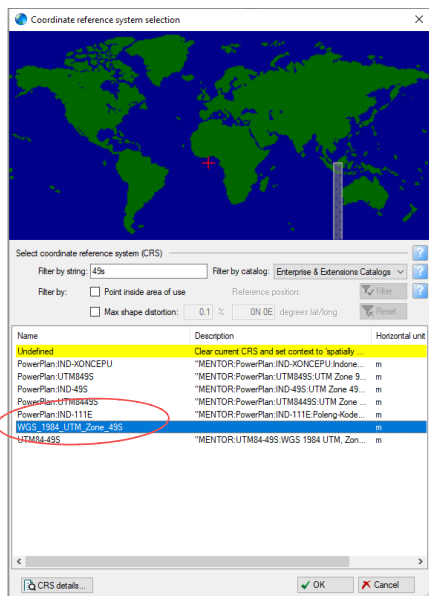 Coordinate reference system selection
Select coordinate reference system (CRS)
Filter by string: 49s Filter by catalog: Enterprise & Extensions Catalogs
Filter by: Point inside area of use Reference position: Filter
Max shape distortion: 0.1 % 0N 0E degrees lat/long Reset
Name Description Horizontal unit
Undefined Clear current CRS and set context to 'spatially ...
PowerPlan:IND-XONCEPU "MENTOR:PowerPlan:IND-XONCEPU:Indone... m
PowerPlan:UTM849S "MENTOR:PowerPlan:UTM849S:UTM Zone 9... m
PowerPlan:IND-49S "MENTOR:PowerPlan:IND-49S:UTM Zone 49... m
PowerPlan:UTM8449S "MENTOR:PowerPlan:UTM8449S:UTM Zone ... m
PowerPlan:IND-111E "MENTOR:PowerPlan:IND-111E:Poleng-Kode... m
WGS_1984_UTM_Zone_49S m
UTM84-49S "MENTOR:UTM84-49S:WGS 1984 UTM, Zon... m
CRS details... OK Cancel